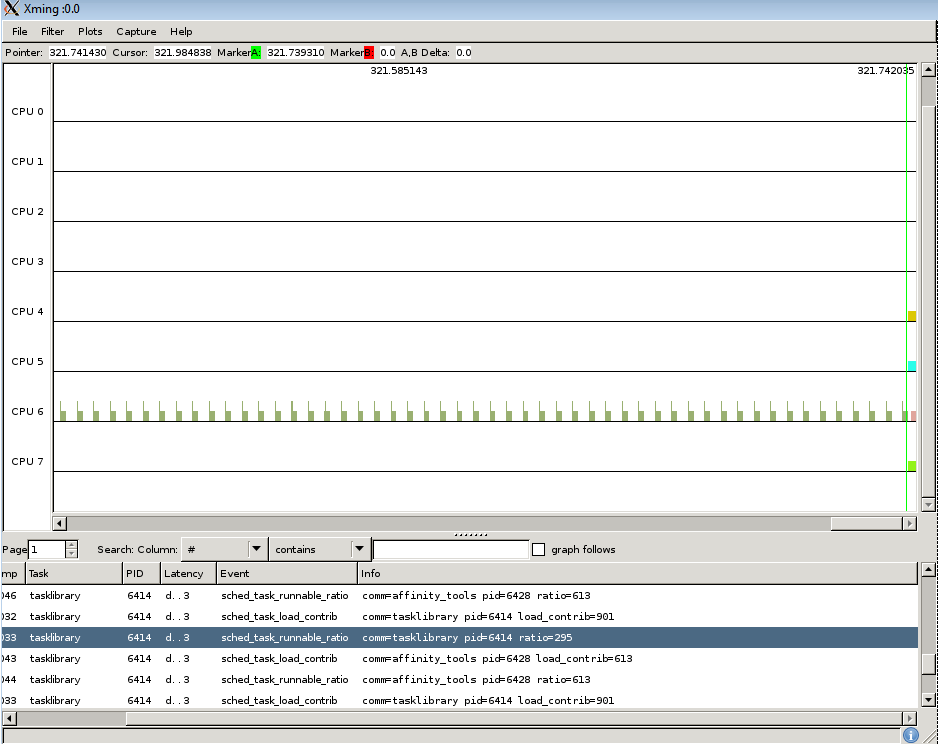 Xming :0.0
File Filter Plots Capture Help
Pointer: 321.741430 Cursor: 321.984838 Marker A: 321.739310 Marker B: 0.0 A,B Delta: 0.0
321.585143 321.742035
CPU 0
CPU 1
CPU 2
CPU 3
CPU 4
CPU 5
CPU 6
CPU 7
Page 1 Search: Column: # contains graph follows
mp Task PID Latency Event Info
046 tasklibrary 6414 d..3 sched_task_runnable_ratio comm=affinity_tools pid=6428 ratio=613
032 tasklibrary 6414 d..3 sched_task_load_contrib comm=tasklibrary pid=6414 load_contrib=901
033 tasklibrary 6414 d..3 sched_task_runnable_ratio comm=tasklibrary pid=6414 ratio=295
043 tasklibrary 6414 d..3 sched_task_load_contrib comm=affinity_tools pid=6428 load_contrib=613
044 tasklibrary 6414 d..3 sched_task_runnable_ratio comm=affinity_tools pid=6428 ratio=613
033 tasklibrary 6414 d..3 sched_task_load_contrib comm=tasklibrary pid=6414 load_contrib=901